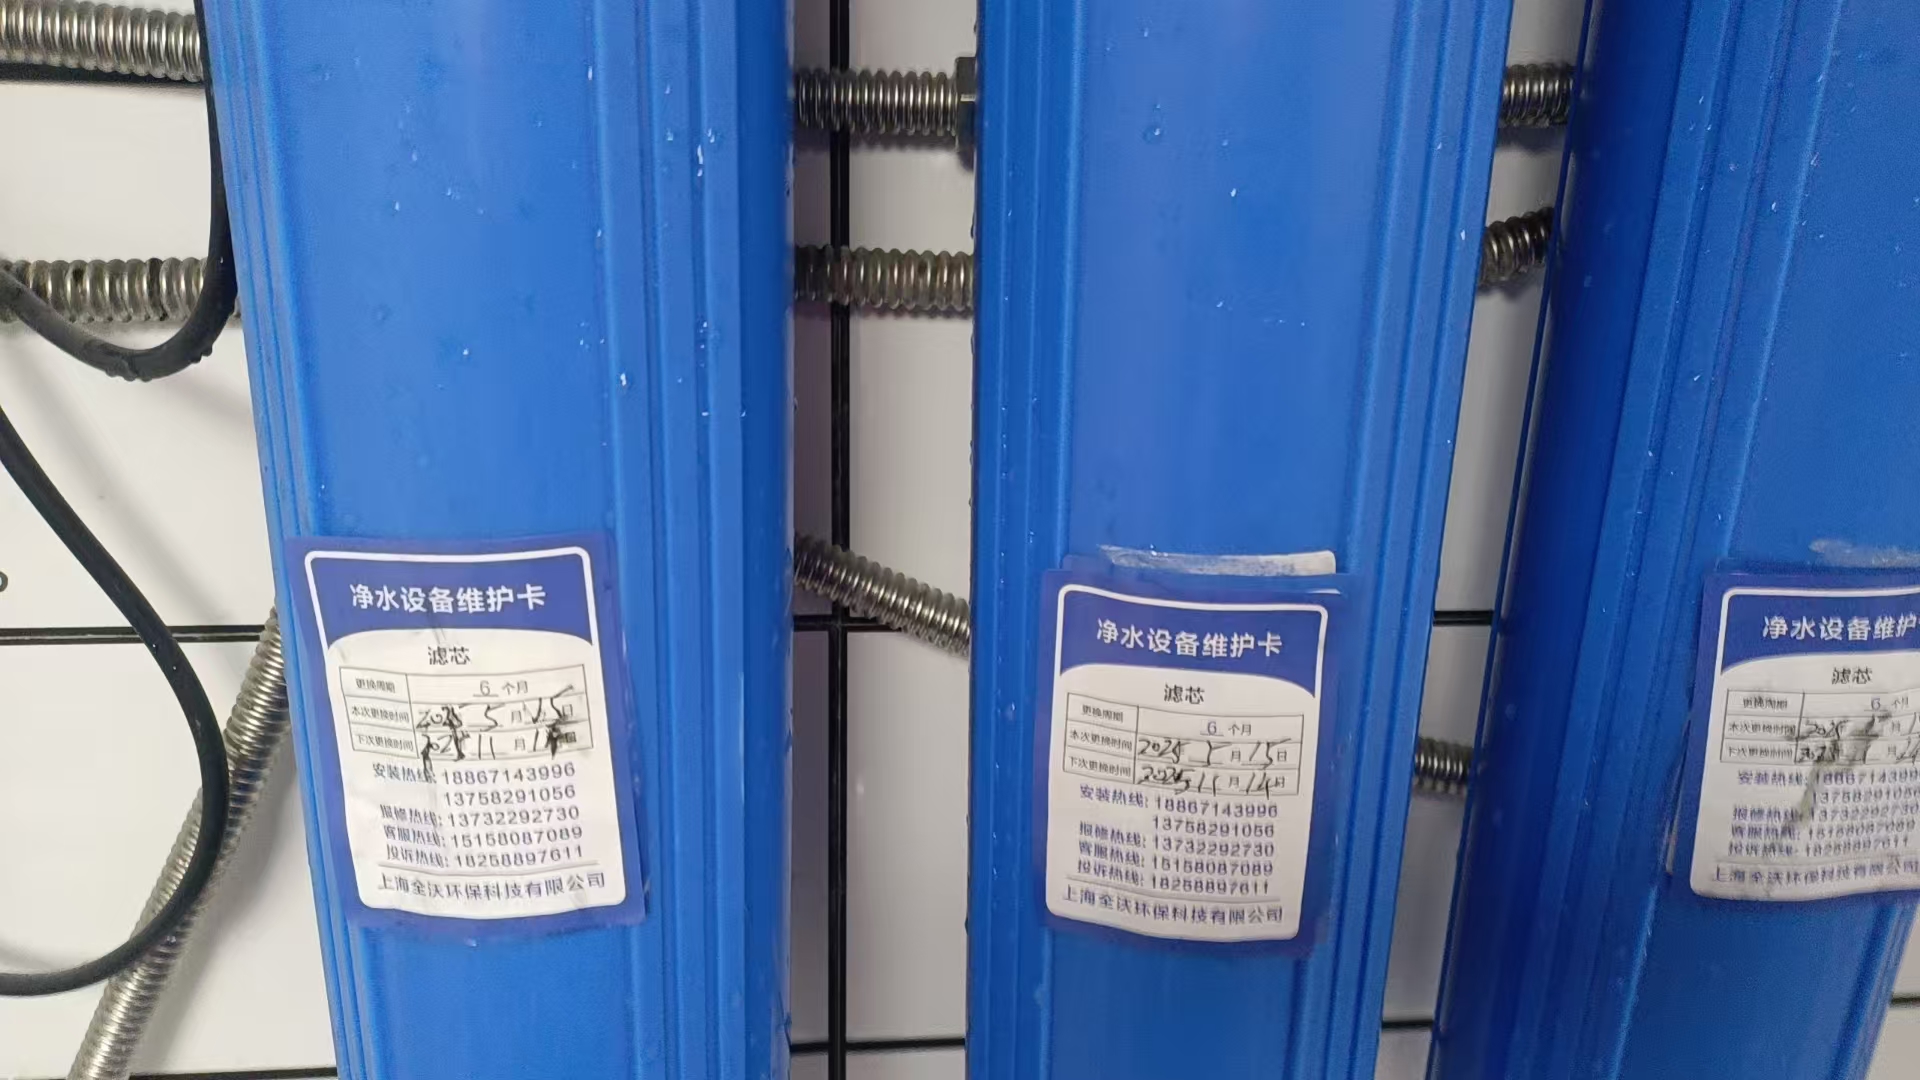 净水设备维护卡
滤芯
更换周期 6 个月
本次更换时间 2025 5 月 15 日
下次更换时间 2025 11 月
安装热线: 18867143996
13758291056
报修热线: 13732292730
客服热线: 15158087089
投诉热线: 18258897611
上海全沃环保科技有限公司
净水设备维护卡
滤芯
更换周期 6 个月
本次更换时间 2025 5 月 15 日
下次更换时间 2025 11 月 14 日
安装热线: 18867143996
13758291056
报修热线: 13732292730
客服热线: 15158087089
投诉热线: 18258897611
上海全沃环保科技有限公司
净水设备维护
滤芯
更换周期 6 个月
本次更换时间 2025 月
下次更换时间 月
安装热线: 1886714399
13758291056
报修热线: 13732292730
客服热线: 15158087089
投诉热线: 18258897611
上海全沃环保科技有限公